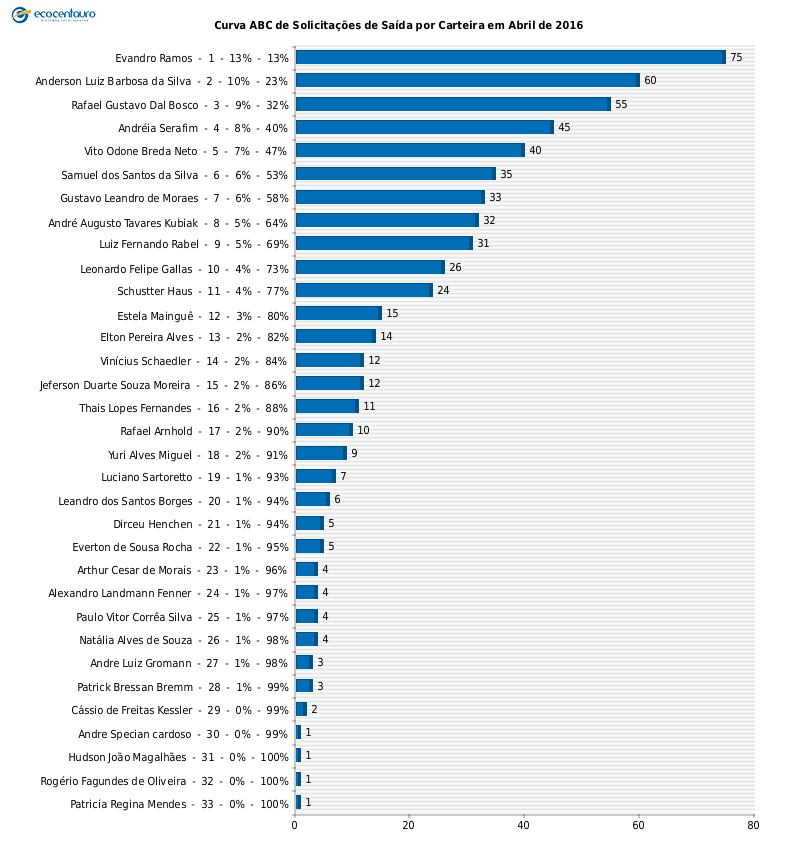 ecocentauro
Curva ABC de Solicitações de Saída por Carteira em Abril de 2016
Evandro Ramos - 1 - 13% - 13% 75
Anderson Luiz Barbosa da Silva - 2 - 10% - 23% 60
Rafael Gustavo Dal Bosco - 3 - 9% - 32% 55
Andréia Serafim - 4 - 8% - 40% 45
Vito Odone Breda Neto - 5 - 7% - 47% 40
Samuel dos Santos da Silva - 6 - 6% - 53% 35
Gustavo Leandro de Moraes - 7 - 6% - 58% 33
André Augusto Tavares Kubiak - 8 - 5% - 64% 32
Luiz Fernando Rabel - 9 - 5% - 69% 31
Leonardo Felipe Gallas - 10 - 4% - 73% 26
Schustter Haus - 11 - 4% - 77% 24
Estela Mainguê - 12 - 3% - 80% 15
Elton Pereira Alves - 13 - 2% - 82% 14
Vinícius Schaedler - 14 - 2% - 84% 12
Jeferson Duarte Souza Moreira - 15 - 2% - 86% 12
Thais Lopes Fernandes - 16 - 2% - 88% 11
Rafael Arnhold - 17 - 2% - 90% 10
Yuri Alves Miguel - 18 - 2% - 91% 9
Luciano Sartoretto - 19 - 1% - 93% 7
Leandro dos Santos Borges - 20 - 1% - 94% 6
Dirceu Henchen - 21 - 1% - 94% 5
Everton de Sousa Rocha - 22 - 1% - 95% 5
Arthur Cesar de Morais - 23 - 1% - 96% 4
Alexandro Landmann Fenner - 24 - 1% - 97% 4
Paulo Vitor Corrêa Silva - 25 - 1% - 97% 4
Natália Alves de Souza - 26 - 1% - 98% 4
Andre Luiz Gromann - 27 - 1% - 98% 3
Patrick Bressan Bremm - 28 - 1% - 99% 3
Cássio de Freitas Kessler - 29 - 0% - 99% 2
Andre Specian cardoso - 30 - 0% - 99% 1
Hudson João Magalhães - 31 - 0% - 100% 1
Rogério Fagundes de Oliveira - 32 - 0% - 100% 1
Patricia Regina Mendes - 33 - 0% - 100% 1
0 20 40 60 80